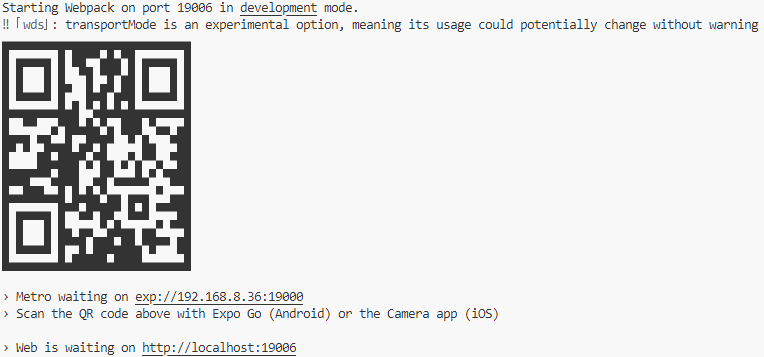 Starting Webpack on port 19006 in development mode.
‼「wds」: transportMode is an experimental option, meaning its usage could potentially change without warning
› Metro waiting on exp://192.168.8.36:19000
› Scan the QR code above with Expo Go (Android) or the Camera app (iOS)
› Web is waiting on http://localhost:19006